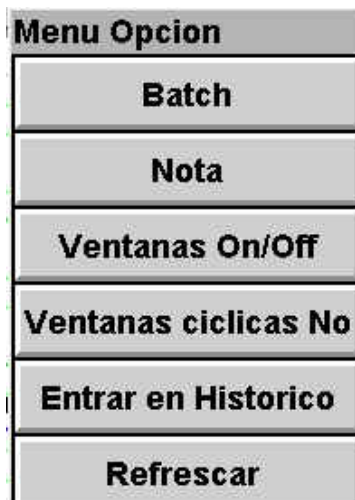 Menu Opcion
Batch
Nota
Ventanas On/Off
Ventanas ciclicas No
Entrar en Historico
Refrescar